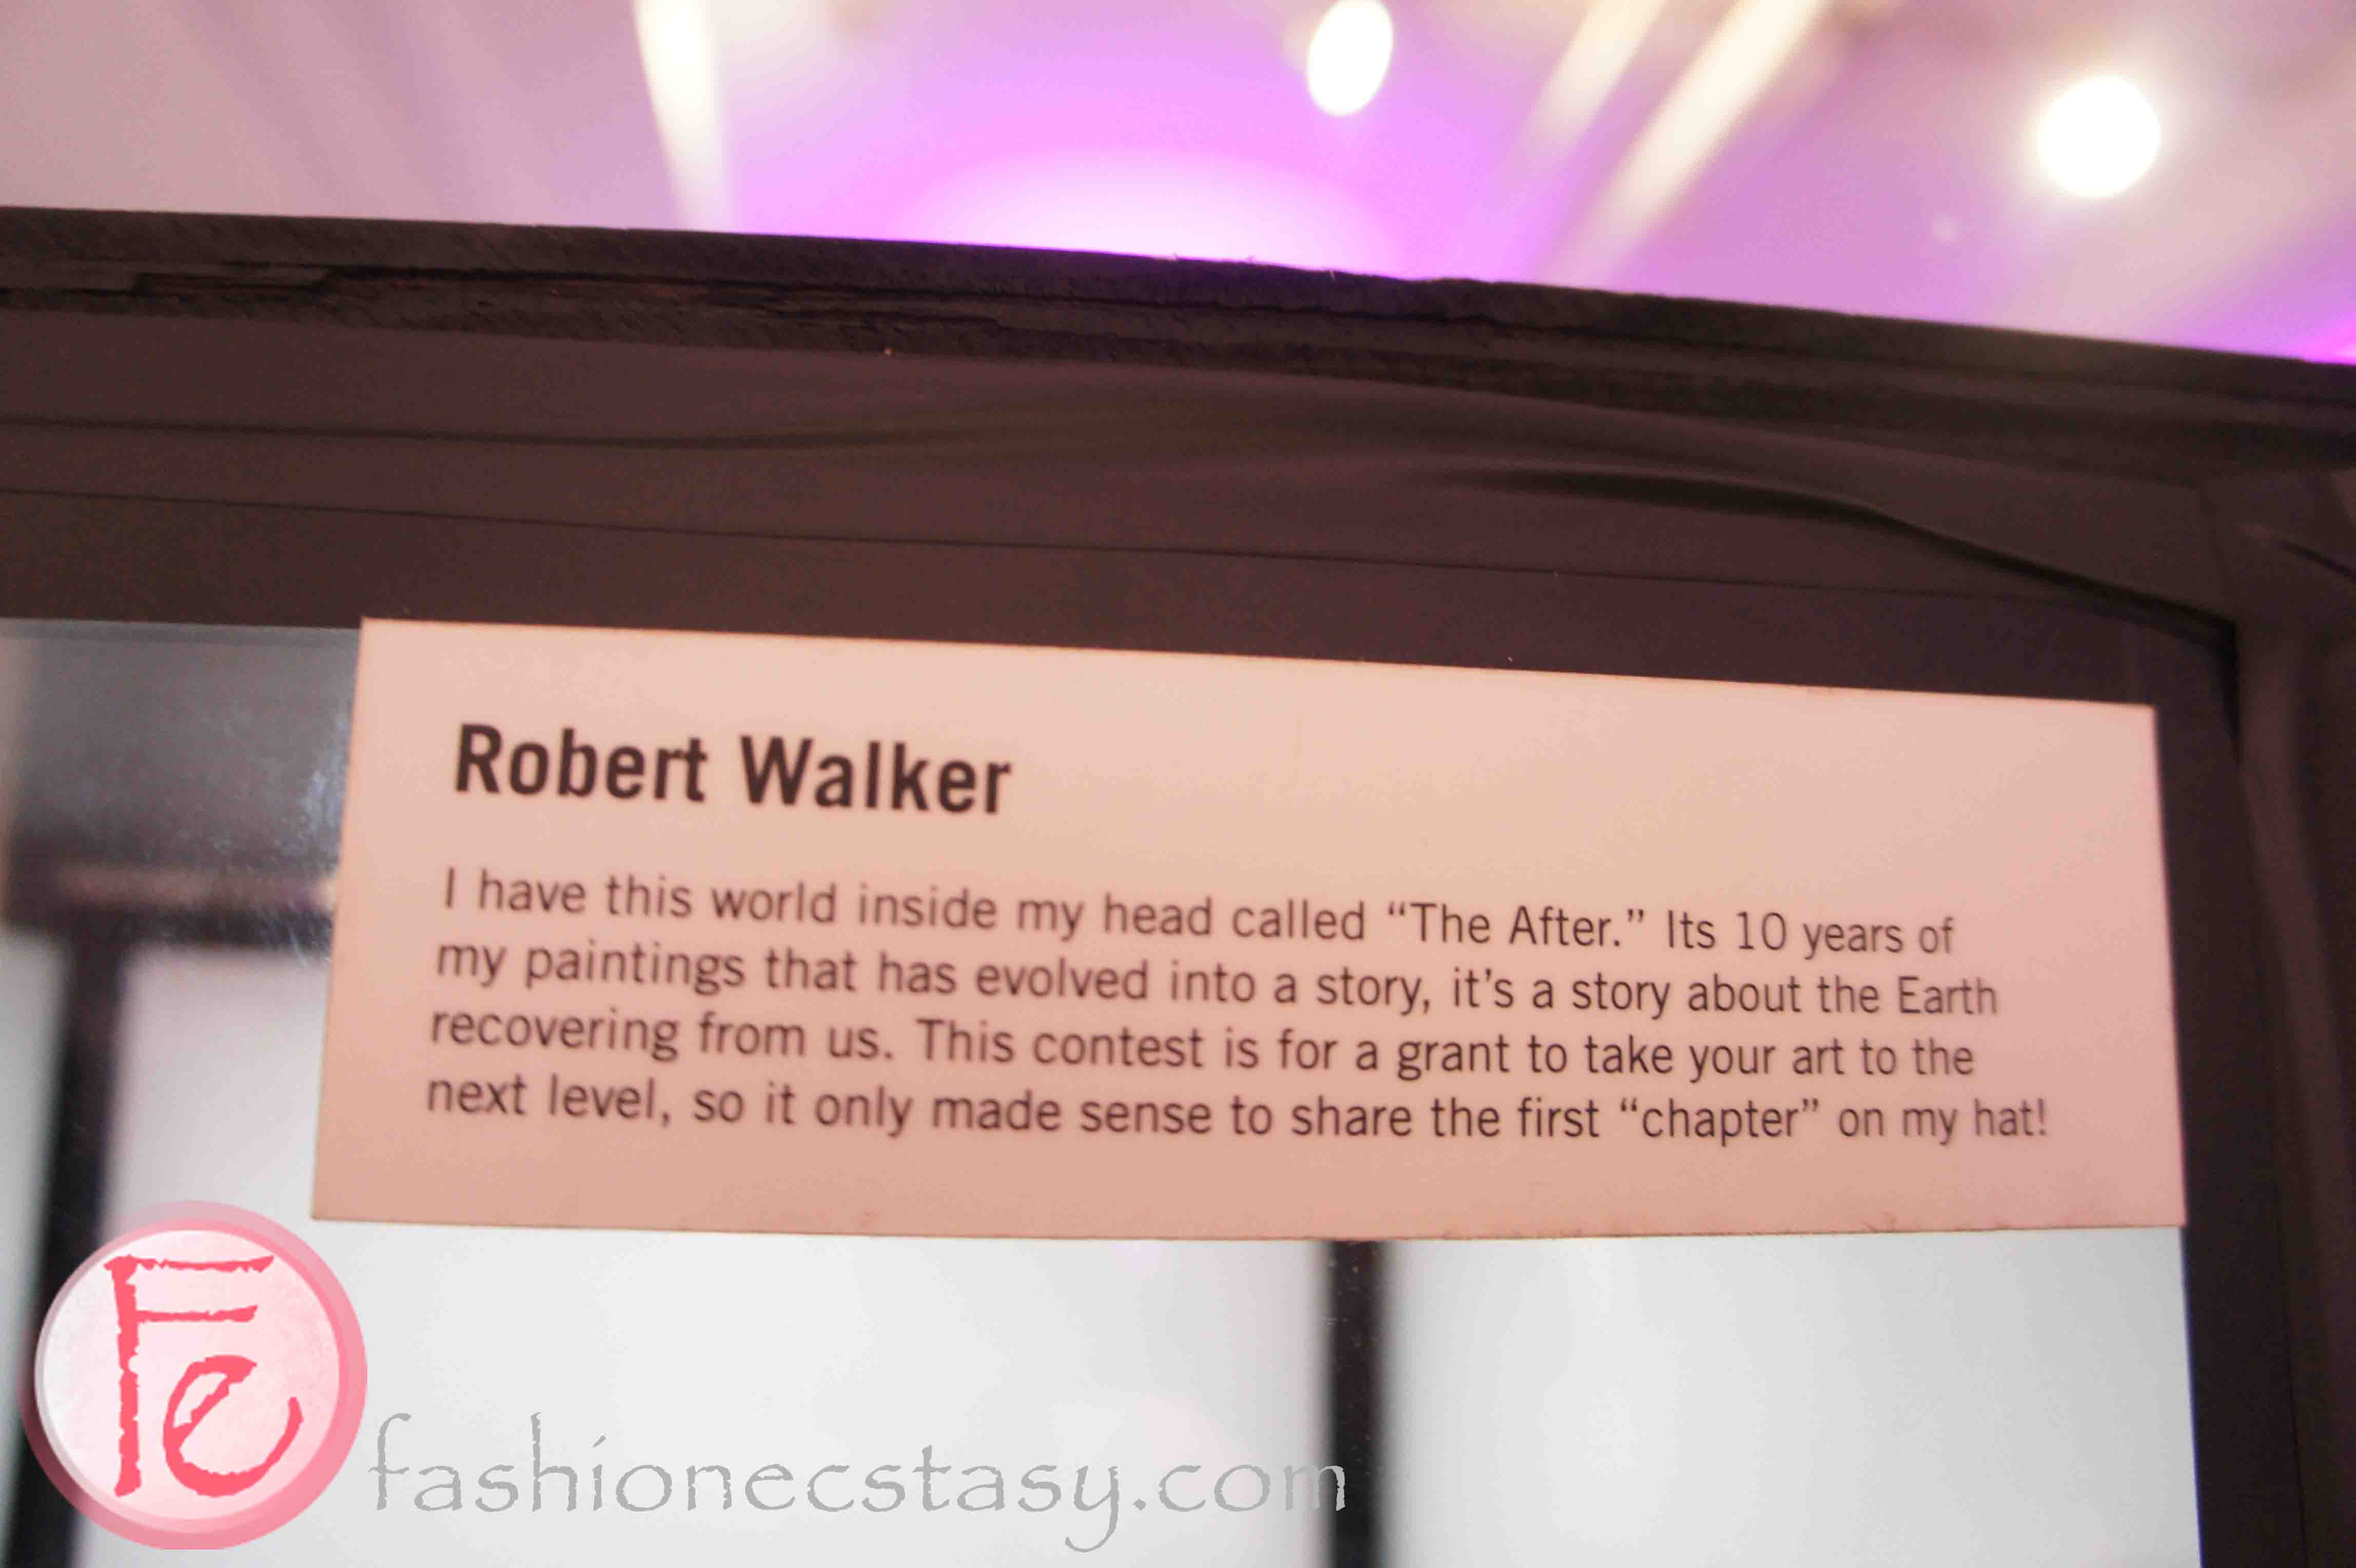 Robert Walker
I have this world inside my head called “The After.” Its 10 years of
my paintings that has evolved into a story, it’s a story about the Earth
recovering from us. This contest is for a grant to take your art to the
next level, so it only made sense to share the first “chapter” on my hat!
Fe
fashionecstasy.com